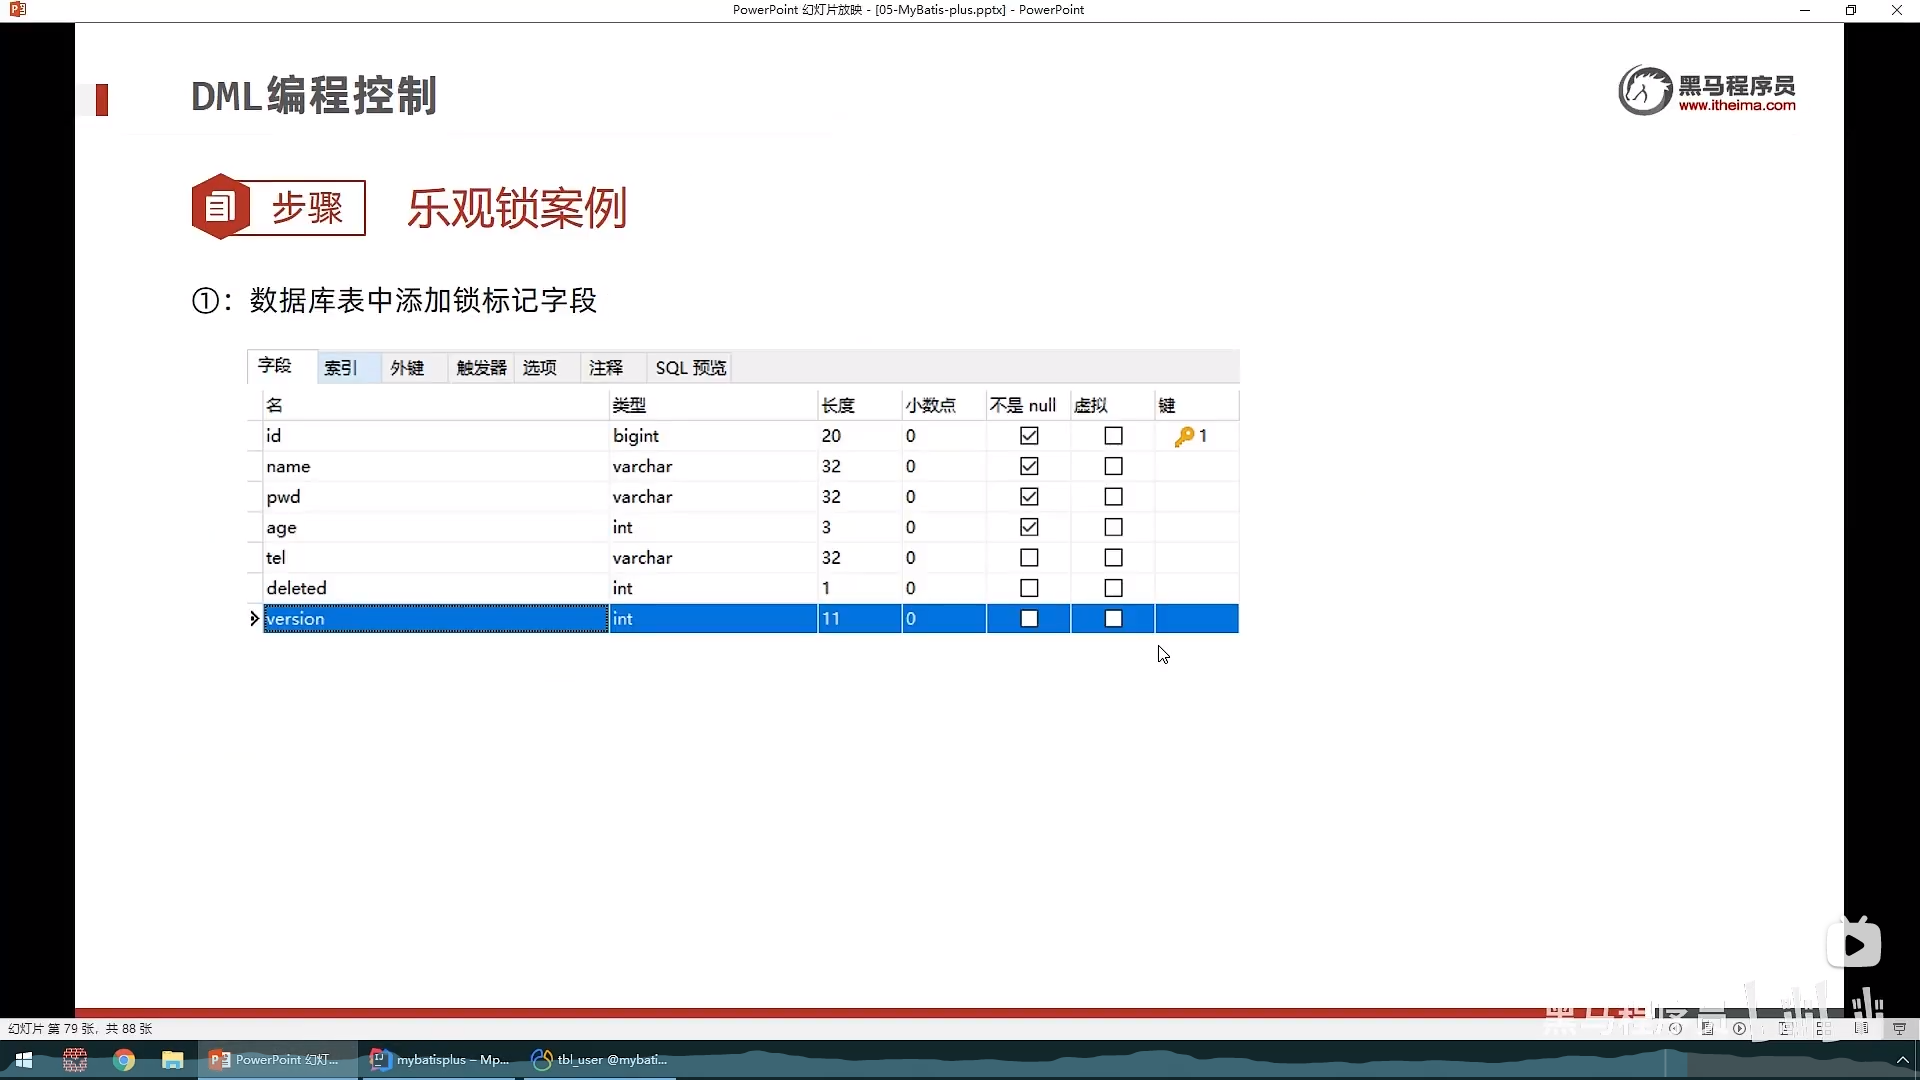 PowerPoint 幻灯片放映 - [05-MyBatis-plus.pptx] - PowerPoint
DML编程控制
黑马程序员
www.itheima.com
步骤 乐观锁案例
①：数据库表中添加锁标记字段
字段 索引 外键 触发器 选项 注释 SQL 预览
名 类型 长度 小数点 不是 null 虚拟 键
id bigint 20 0 1
name varchar 32 0
pwd varchar 32 0
age int 3 0
tel varchar 32 0
deleted int 1 0
version int 11 0
黑马程序员
幻灯片 第 79 张，共 88 张
PowerPoint 幻灯... mybatisplus – Mp... tbl_user @mybati...